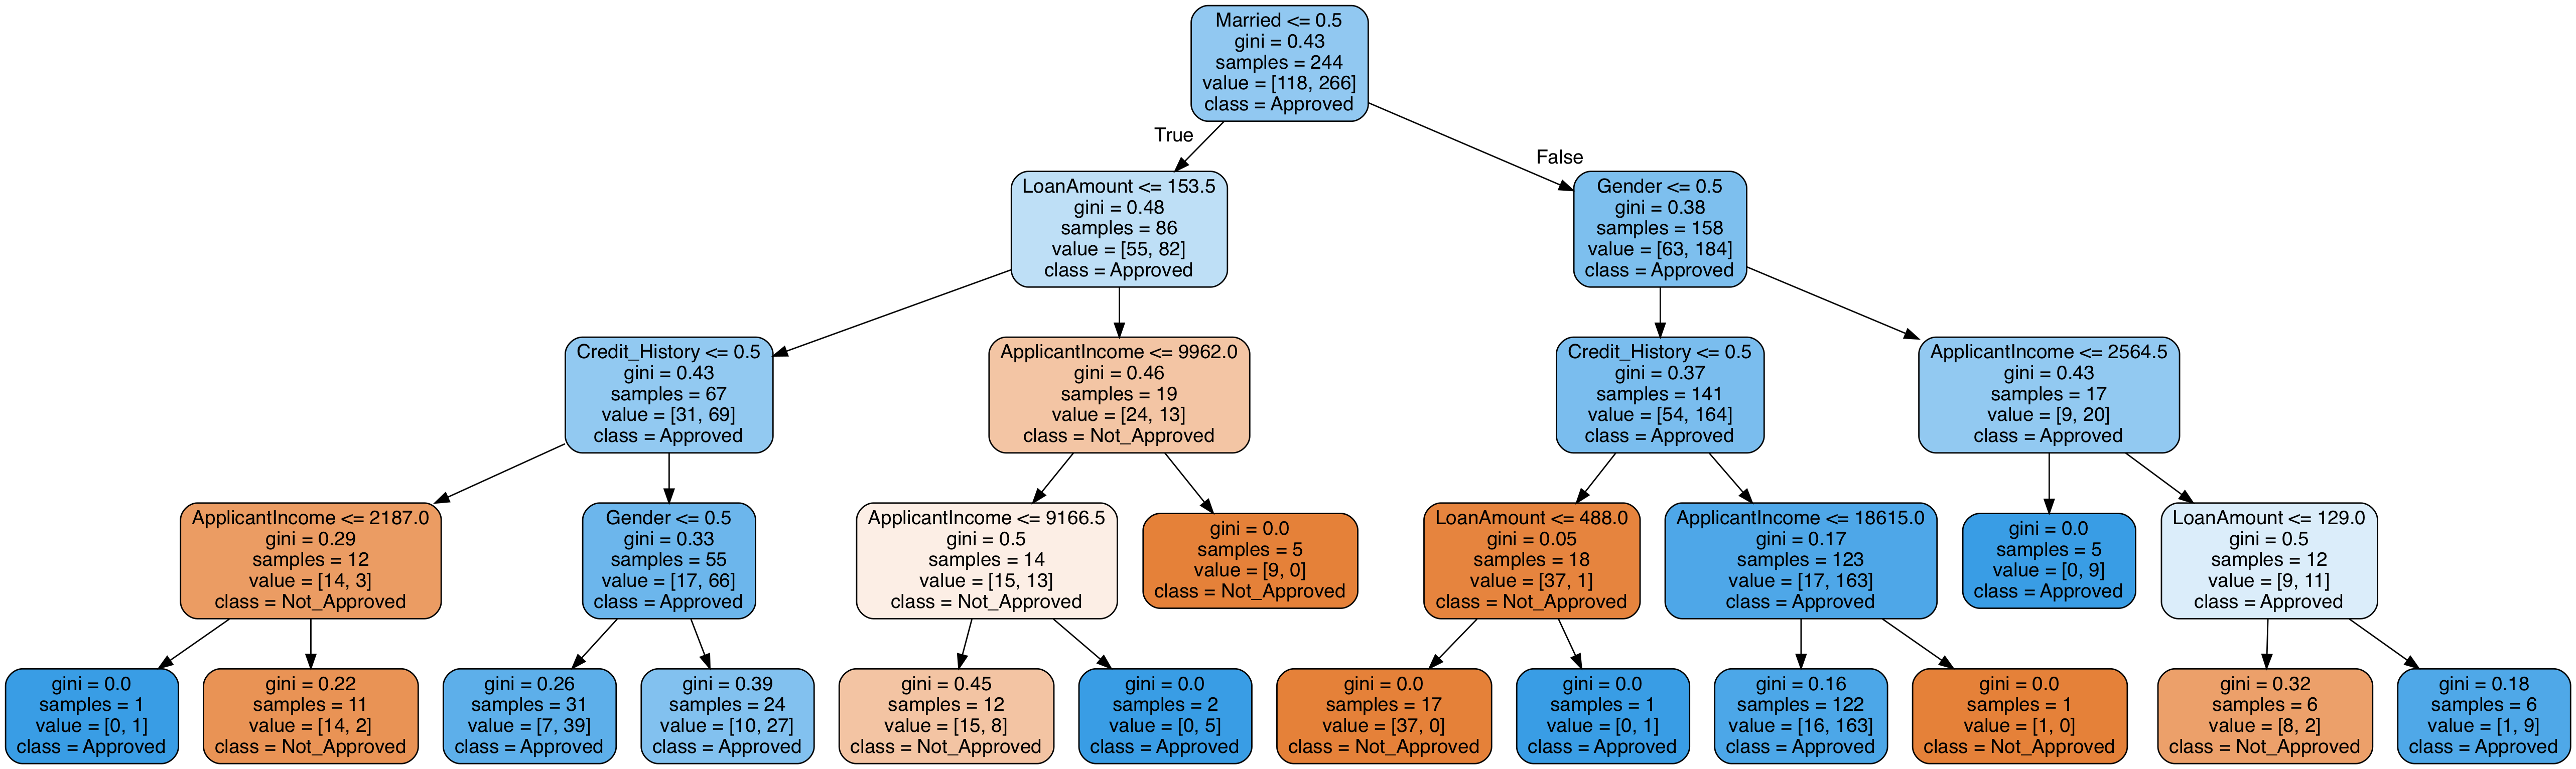 Married <= 0.5
gini = 0.43
samples = 244
value = [118, 266]
class = Approved
True
False
LoanAmount <= 153.5
gini = 0.48
samples = 86
value = [55, 82]
class = Approved
Gender <= 0.5
gini = 0.38
samples = 158
value = [63, 184]
class = Approved
Credit_History <= 0.5
gini = 0.43
samples = 67
value = [31, 69]
class = Approved
ApplicantIncome <= 9962.0
gini = 0.46
samples = 19
value = [24, 13]
class = Not_Approved
Credit_History <= 0.5
gini = 0.37
samples = 141
value = [54, 164]
class = Approved
ApplicantIncome <= 2564.5
gini = 0.43
samples = 17
value = [9, 20]
class = Approved
ApplicantIncome <= 2187.0
gini = 0.29
samples = 12
value = [14, 3]
class = Not_Approved
Gender <= 0.5
gini = 0.33
samples = 55
value = [17, 66]
class = Approved
ApplicantIncome <= 9166.5
gini = 0.5
samples = 14
value = [15, 13]
class = Not_Approved
gini = 0.0
samples = 5
value = [9, 0]
class = Not_Approved
LoanAmount <= 488.0
gini = 0.05
samples = 18
value = [37, 1]
class = Not_Approved
ApplicantIncome <= 18615.0
gini = 0.17
samples = 123
value = [17, 163]
class = Approved
gini = 0.0
samples = 5
value = [0, 9]
class = Approved
LoanAmount <= 129.0
gini = 0.5
samples = 12
value = [9, 11]
class = Approved
gini = 0.0
samples = 1
value = [0, 1]
class = Approved
gini = 0.22
samples = 11
value = [14, 2]
class = Not_Approved
gini = 0.26
samples = 31
value = [7, 39]
class = Approved
gini = 0.39
samples = 24
value = [10, 27]
class = Approved
gini = 0.45
samples = 12
value = [15, 8]
class = Not_Approved
gini = 0.0
samples = 2
value = [0, 5]
class = Approved
gini = 0.0
samples = 17
value = [37, 0]
class = Not_Approved
gini = 0.0
samples = 1
value = [0, 1]
class = Approved
gini = 0.16
samples = 122
value = [16, 163]
class = Approved
gini = 0.0
samples = 1
value = [1, 0]
class = Not_Approved
gini = 0.32
samples = 6
value = [8, 2]
class = Not_Approved
gini = 0.18
samples = 6
value = [1, 9]
class = Approved